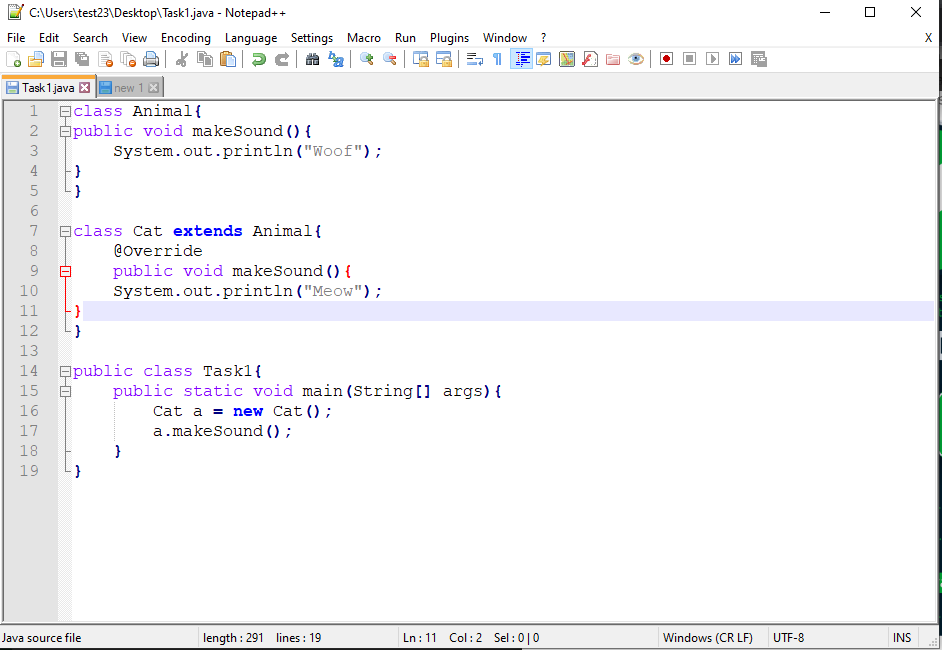 C:\Users\test23\Desktop\Task1.java - Notepad++
File Edit Search View Encoding Language Settings Macro Run Plugins Window ? X
Task1.java new 1
1 class Animal{
2 public void makeSound(){
3     System.out.println("Woof");
4 }
5 }
6
7 class Cat extends Animal{
8     @Override
9     public void makeSound(){
10     System.out.println("Meow");
11 }
12 }
13
14 public class Task1{
15     public static void main(String[] args){
16         Cat a = new Cat();
17         a.makeSound();
18     }
19 }
Java source file length : 291 lines : 19 Ln : 11 Col : 2 Sel : 0 | 0 Windows (CR LF) UTF-8 INS